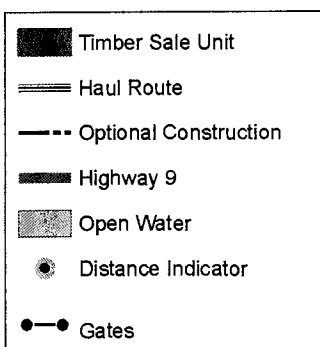 Timber Sale Unit
Haul Route
Optional Construction
Highway 9
Open Water
Distance Indicator
Gates